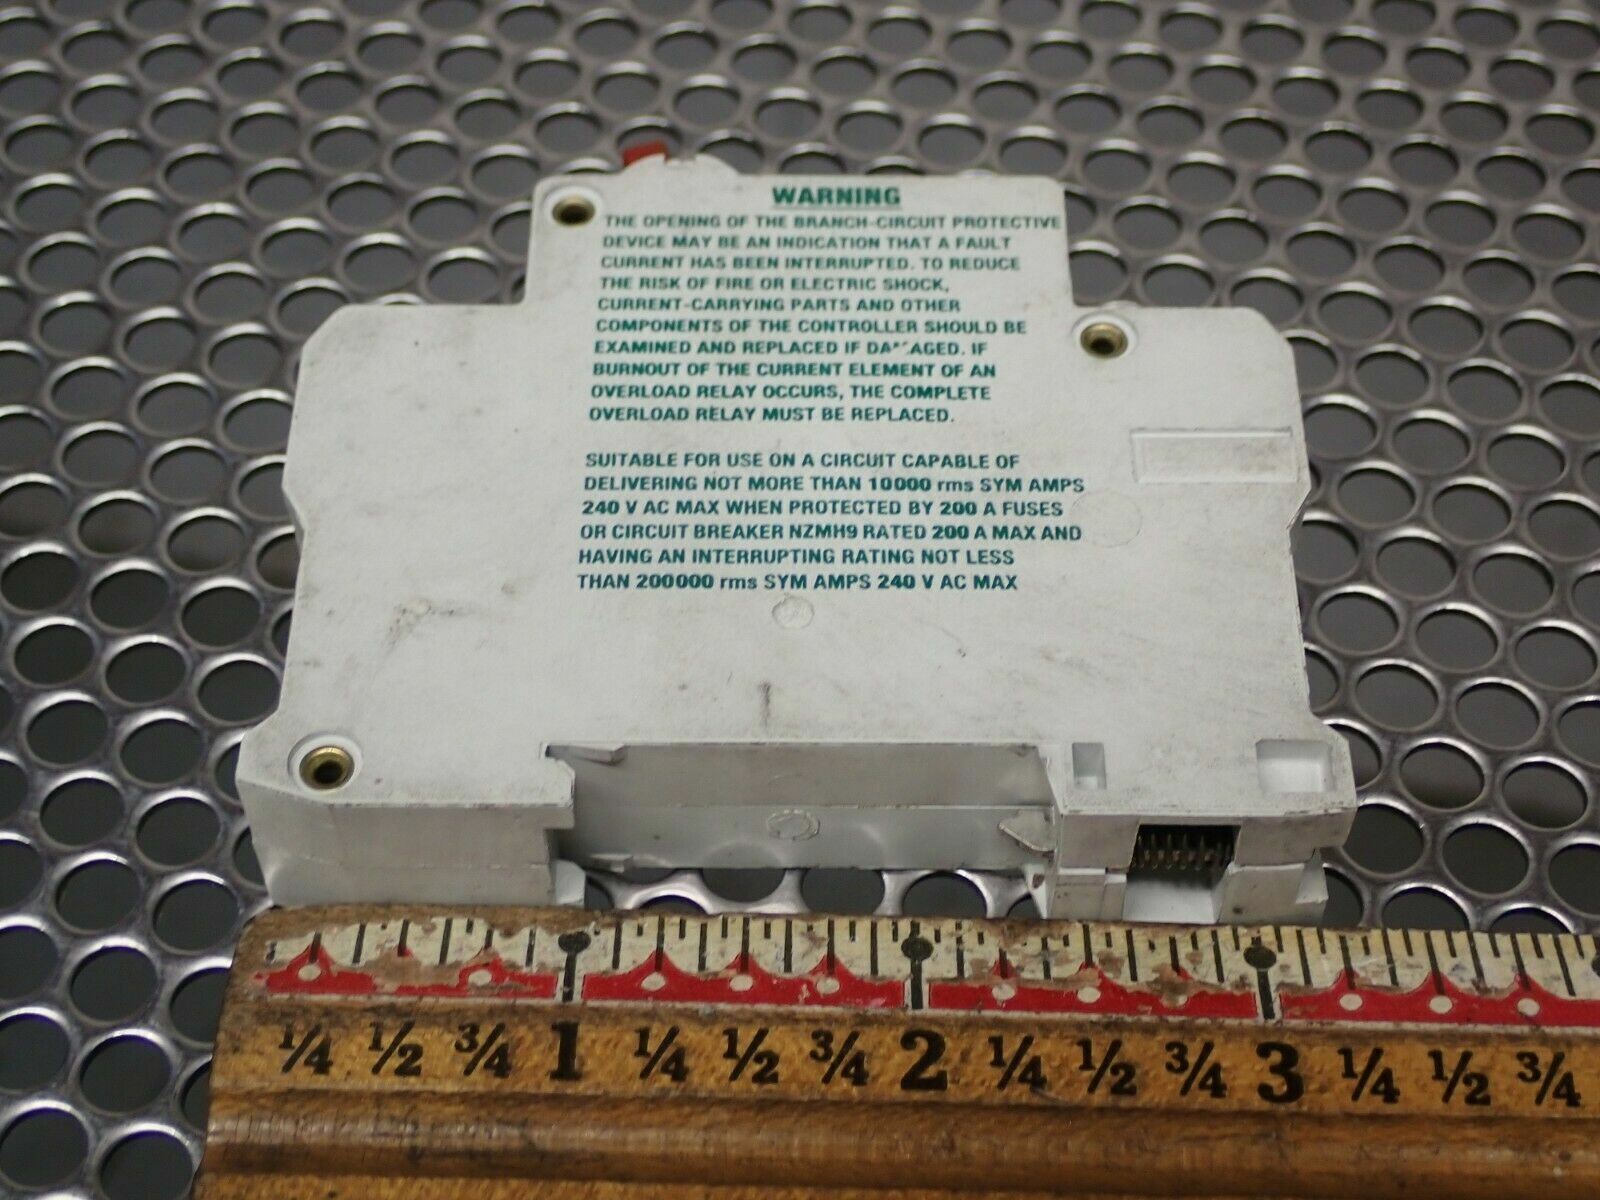 WARNING
THE OPENING OF THE BRANCH-CIRCUIT PROTECTIVE
DEVICE MAY BE AN INDICATION THAT A FAULT
CURRENT HAS BEEN INTERRUPTED. TO REDUCE
THE RISK OF FIRE OR ELECTRIC SHOCK,
CURRENT-CARRYING PARTS AND OTHER
COMPONENTS OF THE CONTROLLER SHOULD BE
EXAMINED AND REPLACED IF DAMAGED. IF
BURNOUT OF THE CURRENT ELEMENT OF AN
OVERLOAD RELAY OCCURS, THE COMPLETE
OVERLOAD RELAY MUST BE REPLACED.
SUITABLE FOR USE ON A CIRCUIT CAPABLE OF
DELIVERING NOT MORE THAN 10000 rms SYM AMPS
240 V AC MAX WHEN PROTECTED BY 200 A FUSES
OR CIRCUIT BREAKER NZMH9 RATED 200 A MAX AND
HAVING AN INTERRUPTING RATING NOT LESS
THAN 200000 rms SYM AMPS 240 V AC MAX
1/4 1/2 3/4 1 1/4 1/2 3/4 2 1/4 1/2 3/4 3 1/4 1/2 3/4